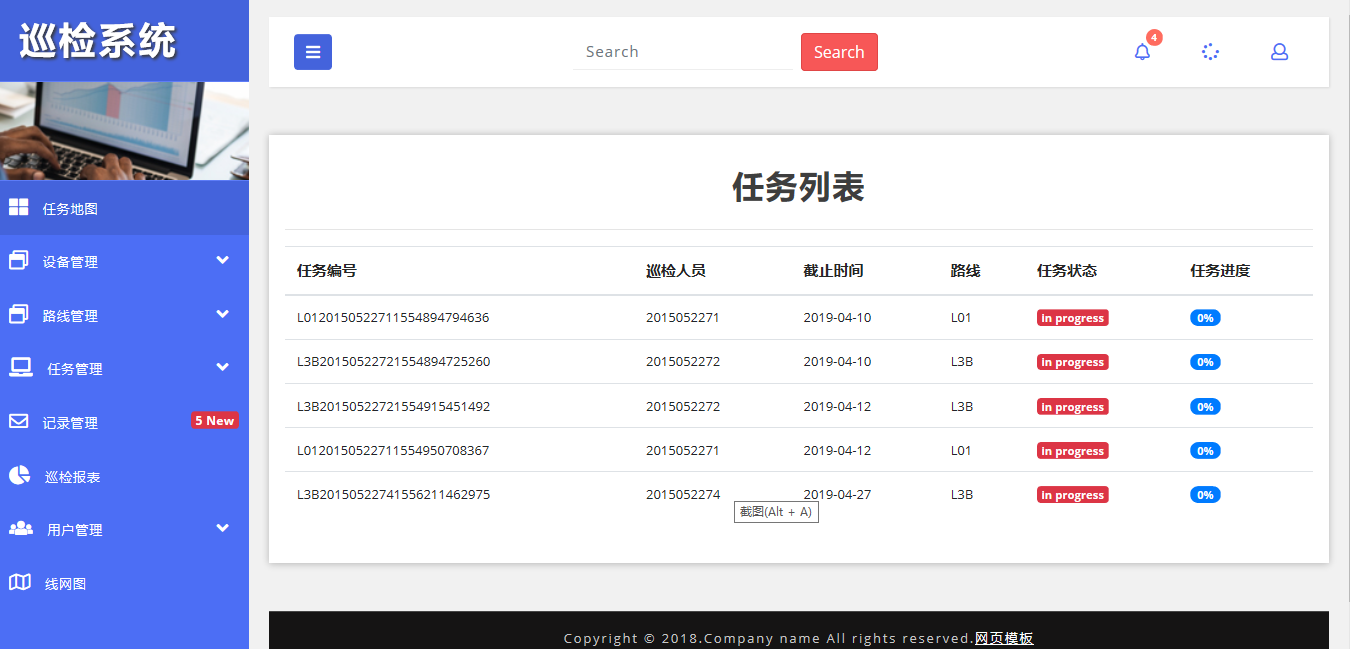 巡检系统
Search
Search
4
任务地图
设备管理
路线管理
任务管理
记录管理
5 New
巡检报表
用户管理
线网图
任务列表
任务编号 巡检人员 截止时间 路线 任务状态 任务进度
L0120150522711554894794636 2015052271 2019-04-10 L01 in progress 0%
L3B20150522721554894725260 2015052272 2019-04-10 L3B in progress 0%
L3B20150522721554915451492 2015052272 2019-04-12 L3B in progress 0%
L0120150522711554950708367 2015052271 2019-04-12 L01 in progress 0%
L3B20150522741556211462975 2015052274 2019-04-27 L3B in progress 0%
截图(Alt + A)
Copyright © 2018.Company name All rights reserved.网页模板